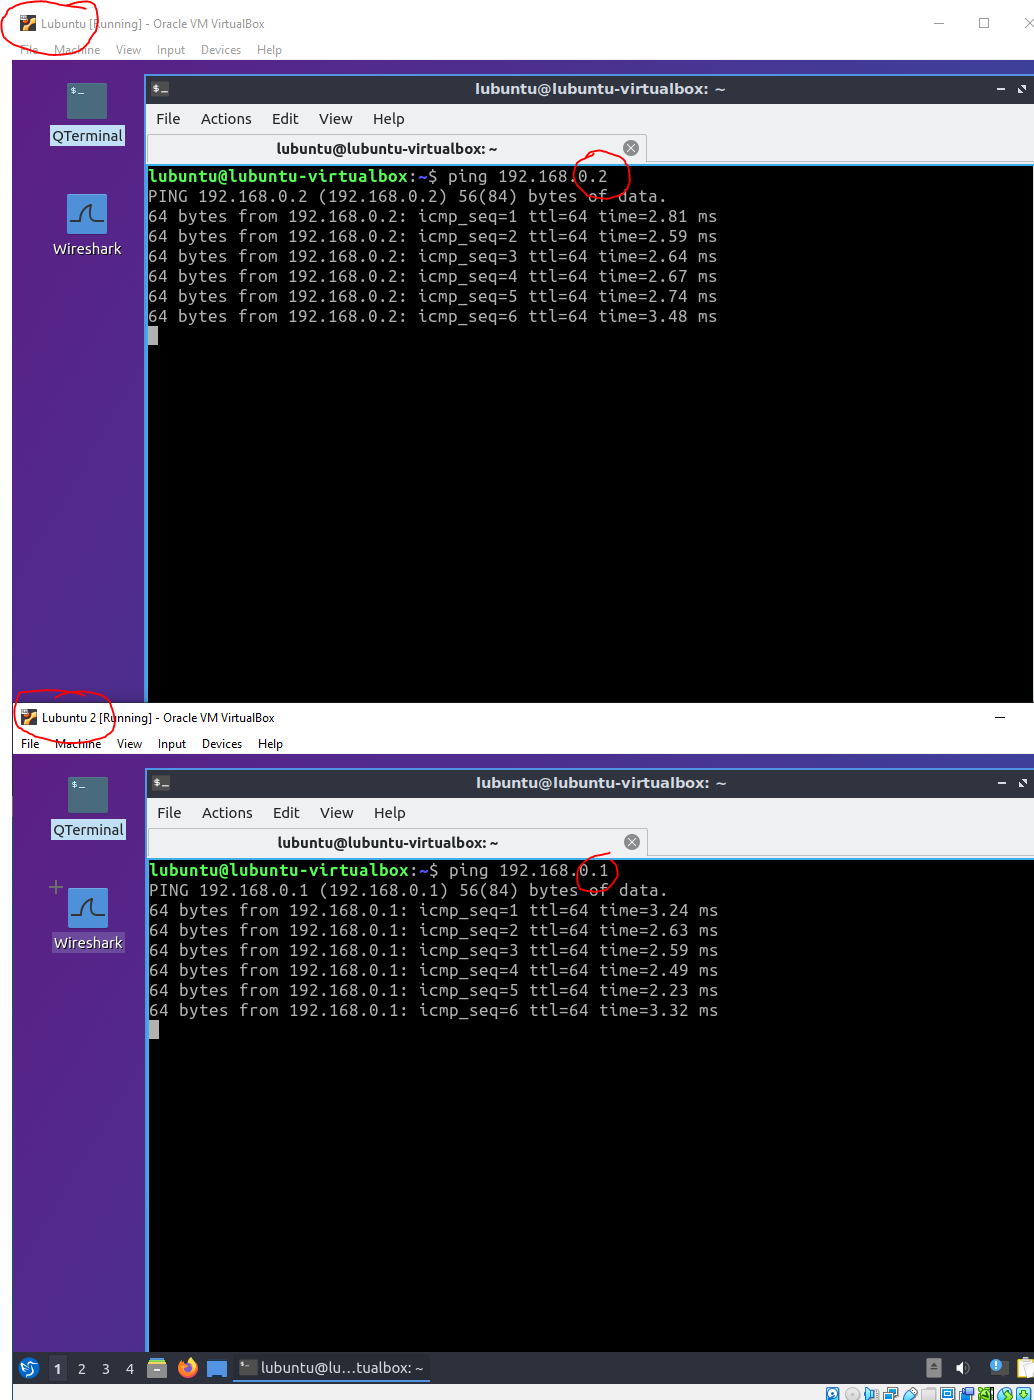 Lubuntu [Running] - Oracle VM VirtualBox
File Machine View Input Devices Help
lubuntu@lubuntu-virtualbox: ~
File Actions Edit View Help
QTerminal
lubuntu@lubuntu-virtualbox: ~
lubuntu@lubuntu-virtualbox:~$ ping 192.168.0.2
PING 192.168.0.2 (192.168.0.2) 56(84) bytes of data.
64 bytes from 192.168.0.2: icmp_seq=1 ttl=64 time=2.81 ms
64 bytes from 192.168.0.2: icmp_seq=2 ttl=64 time=2.59 ms
64 bytes from 192.168.0.2: icmp_seq=3 ttl=64 time=2.64 ms
64 bytes from 192.168.0.2: icmp_seq=4 ttl=64 time=2.67 ms
64 bytes from 192.168.0.2: icmp_seq=5 ttl=64 time=2.74 ms
64 bytes from 192.168.0.2: icmp_seq=6 ttl=64 time=3.48 ms
Wireshark
Lubuntu 2 [Running] - Oracle VM VirtualBox
File Machine View Input Devices Help
lubuntu@lubuntu-virtualbox: ~
File Actions Edit View Help
QTerminal
lubuntu@lubuntu-virtualbox: ~
lubuntu@lubuntu-virtualbox:~$ ping 192.168.0.1
PING 192.168.0.1 (192.168.0.1) 56(84) bytes of data.
64 bytes from 192.168.0.1: icmp_seq=1 ttl=64 time=3.24 ms
64 bytes from 192.168.0.1: icmp_seq=2 ttl=64 time=2.63 ms
64 bytes from 192.168.0.1: icmp_seq=3 ttl=64 time=2.59 ms
64 bytes from 192.168.0.1: icmp_seq=4 ttl=64 time=2.49 ms
64 bytes from 192.168.0.1: icmp_seq=5 ttl=64 time=2.23 ms
64 bytes from 192.168.0.1: icmp_seq=6 ttl=64 time=3.32 ms
Wireshark
1 2 3 4 lubuntu@lu…tualbox: ~